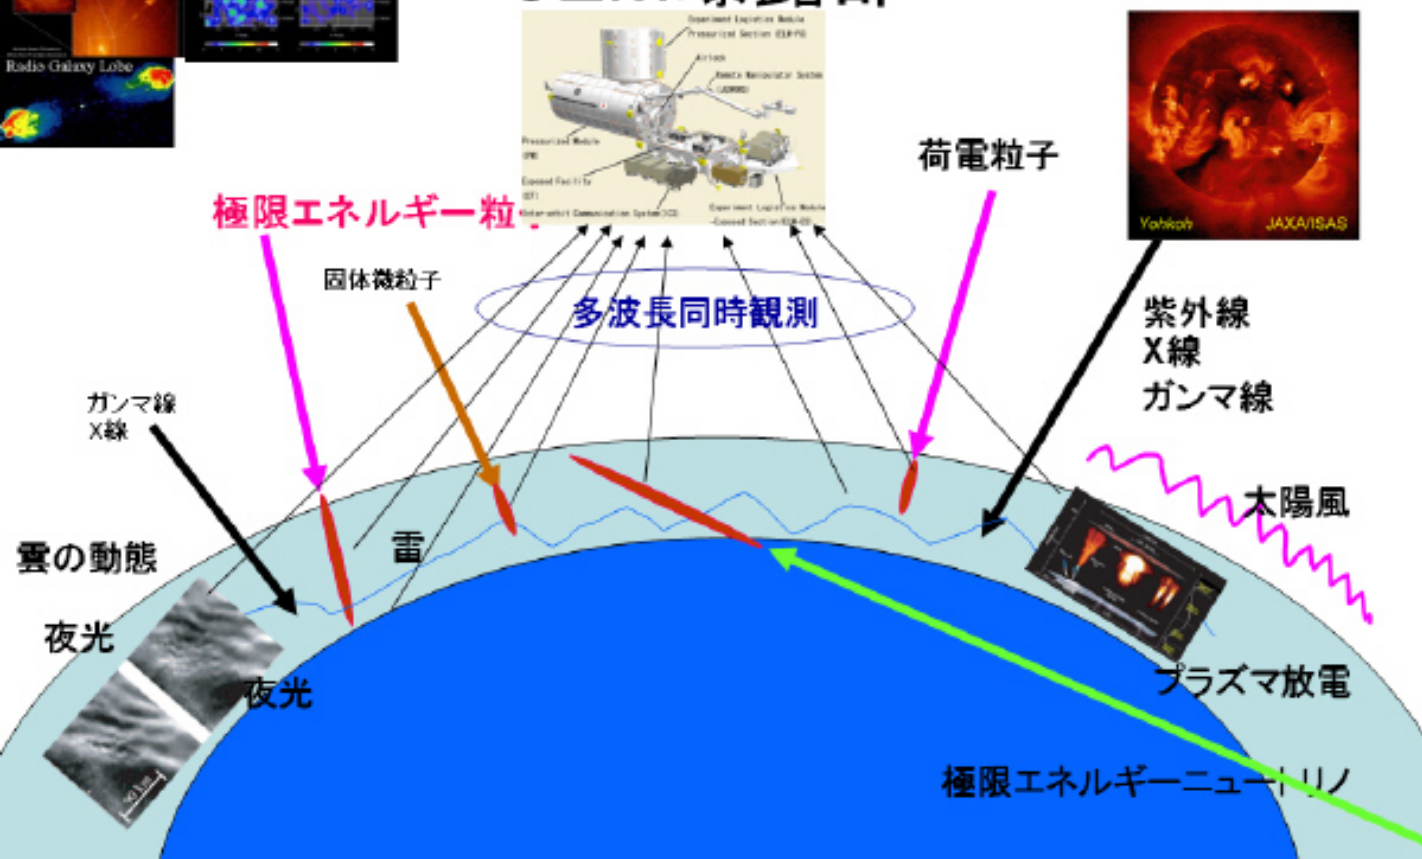 Radio Galaxy Lobe
Experiment Logistics Module
Pressurized Section (ELM-PS)
Airlock
Remote Manipulator System
(JEMRMS)
Pressurized Module
(PM)
Exposed Facility
(EF)
Inter-orbit Communication System(ICS)
Experiment Logistics Module
-Exposed Section(ELM-ES)
Yohkoh
JAXA/ISAS
荷電粒子
極限エネルギー粒
固体微粒子
多波長同時観測
紫外線
X線
ガンマ線
ガンマ線
X線
太陽風
雲の動態
雷
夜光
夜光
プラズマ放電
極限エネルギーニュートリノ